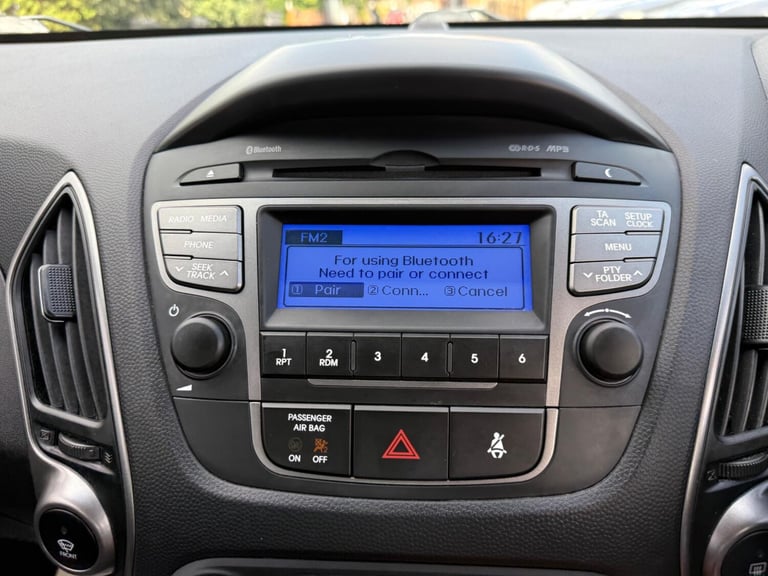 Bluetooth
R·D·S MP3
RADIO MEDIA
PHONE
SEEK
TRACK
TA
SCAN
SETUP
CLOCK
MENU
PTY
FOLDER
FM2 16:27
For using Bluetooth
Need to pair or connect
① Pair ② Conn... ③ Cancel
1
RPT
2
RDM
3
4
5
6
PASSENGER
AIR BAG
ON OFF
FRONT